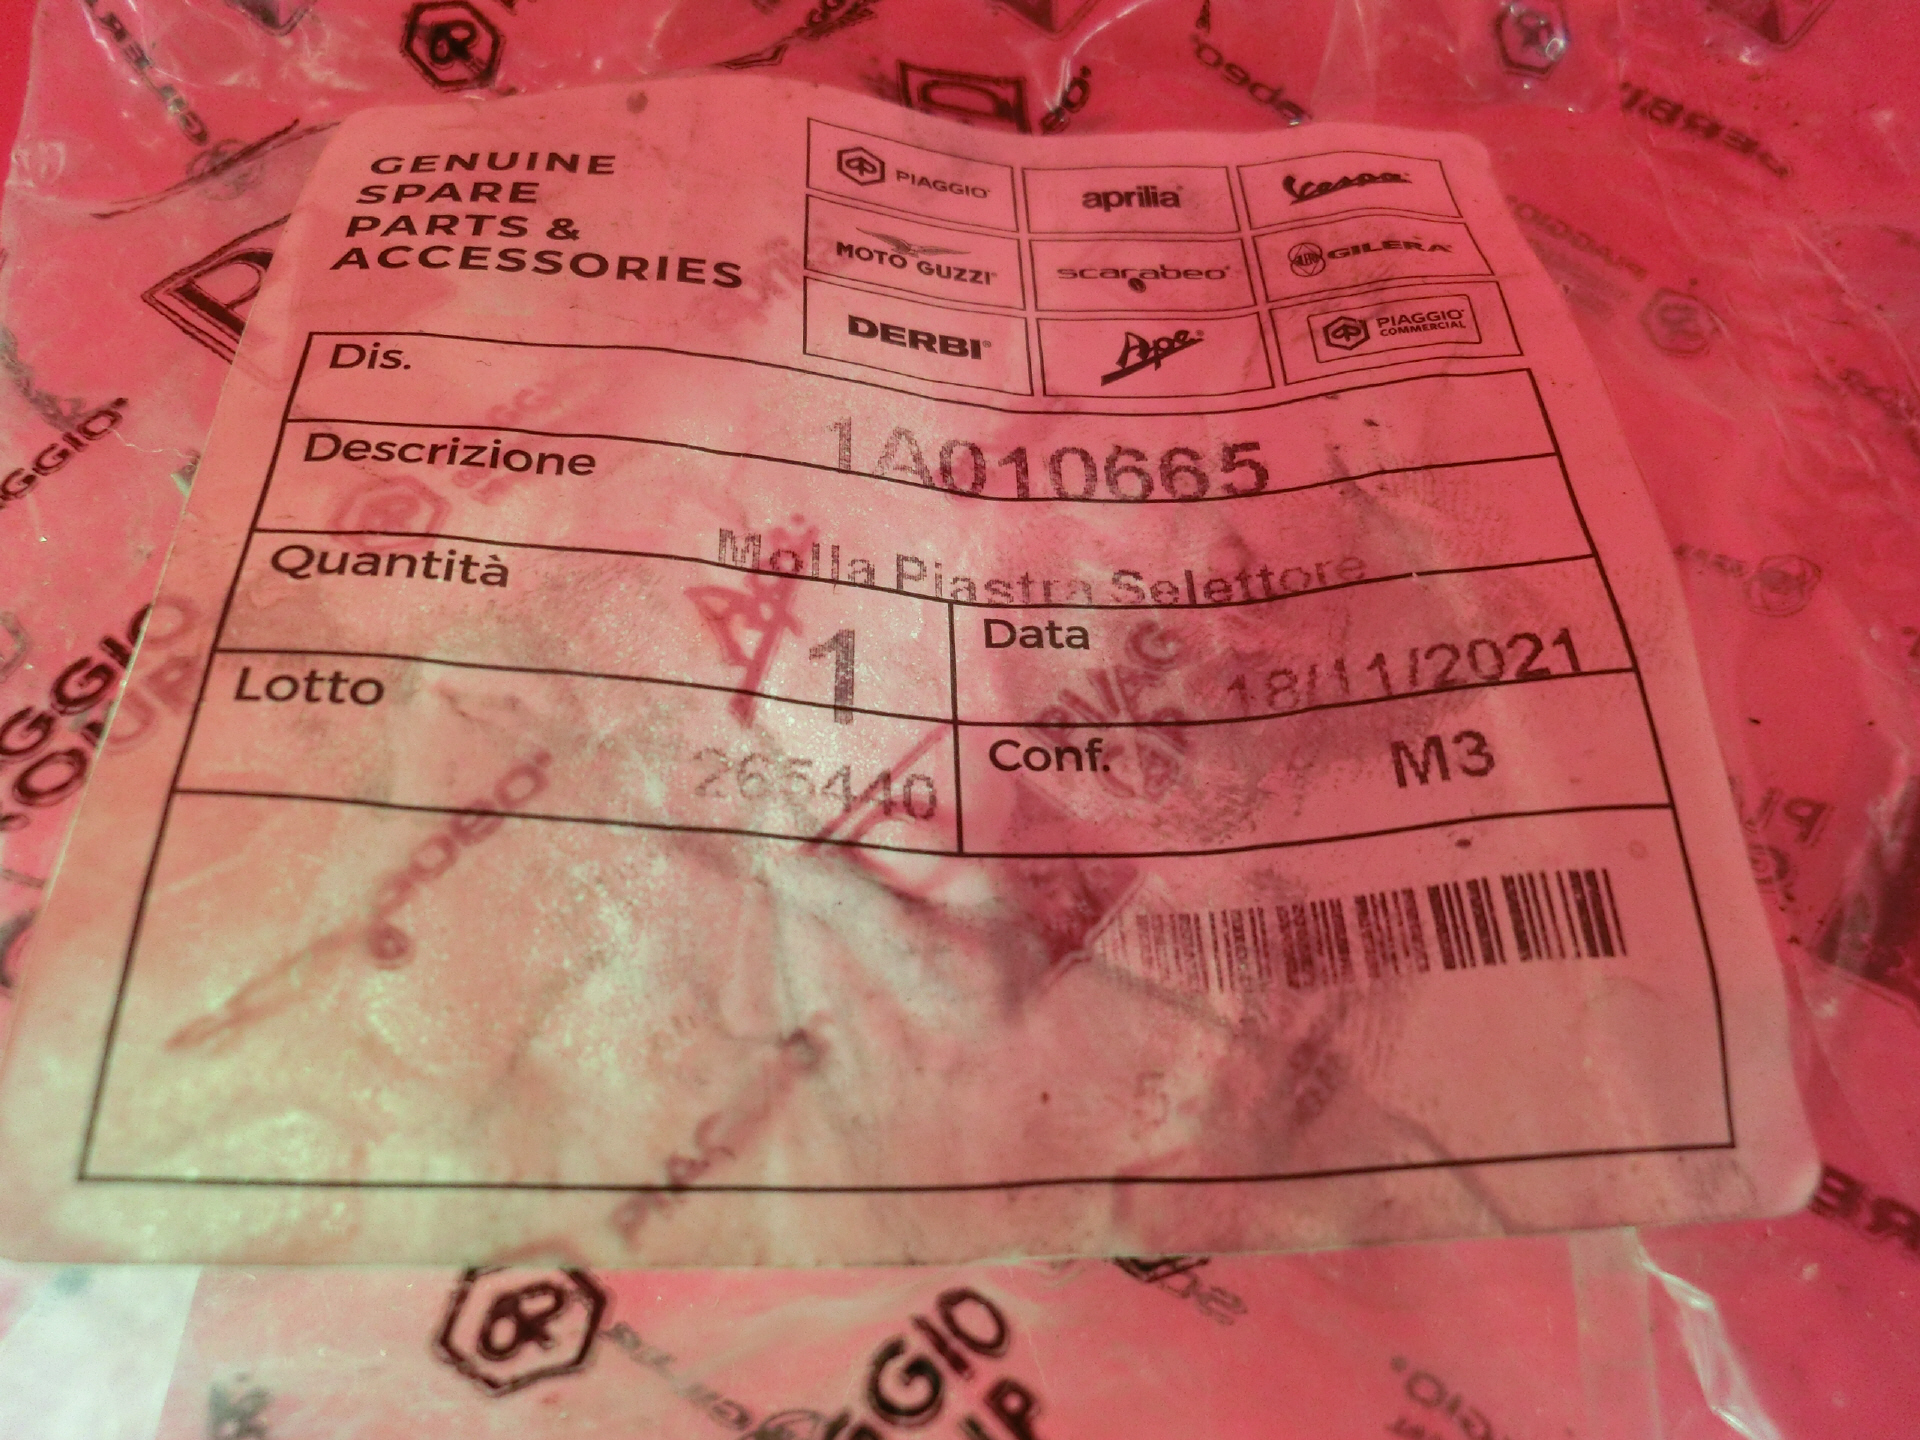 GENUINE
SPARE
PARTS &
ACCESSORIES
PIAGGIO®
aprilia®
Vespa®
MOTO GUZZI®
scarabeo®
GILERA®
DERBI®
Ape®
PIAGGIO®
COMMERCIAL
Dis.
1A010665
Descrizione
Molla Piastra Selettore
Quantità
1
Data
18/11/2021
Lotto
265440
Conf.
M3